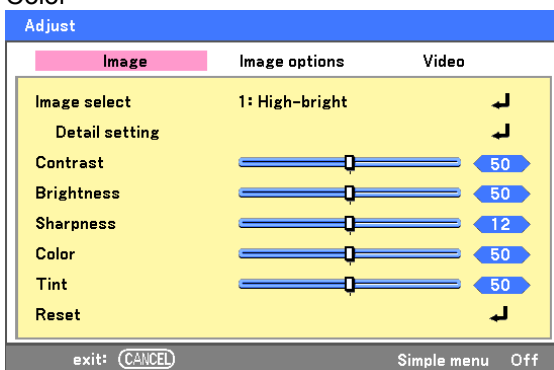 Color
Adjust
Image Image options Video
Image select 1: High-bright
Detail setting
Contrast 50
Brightness 50
Sharpness 12
Color 50
Tint 50
Reset
exit: CANCEL Simple menu Off